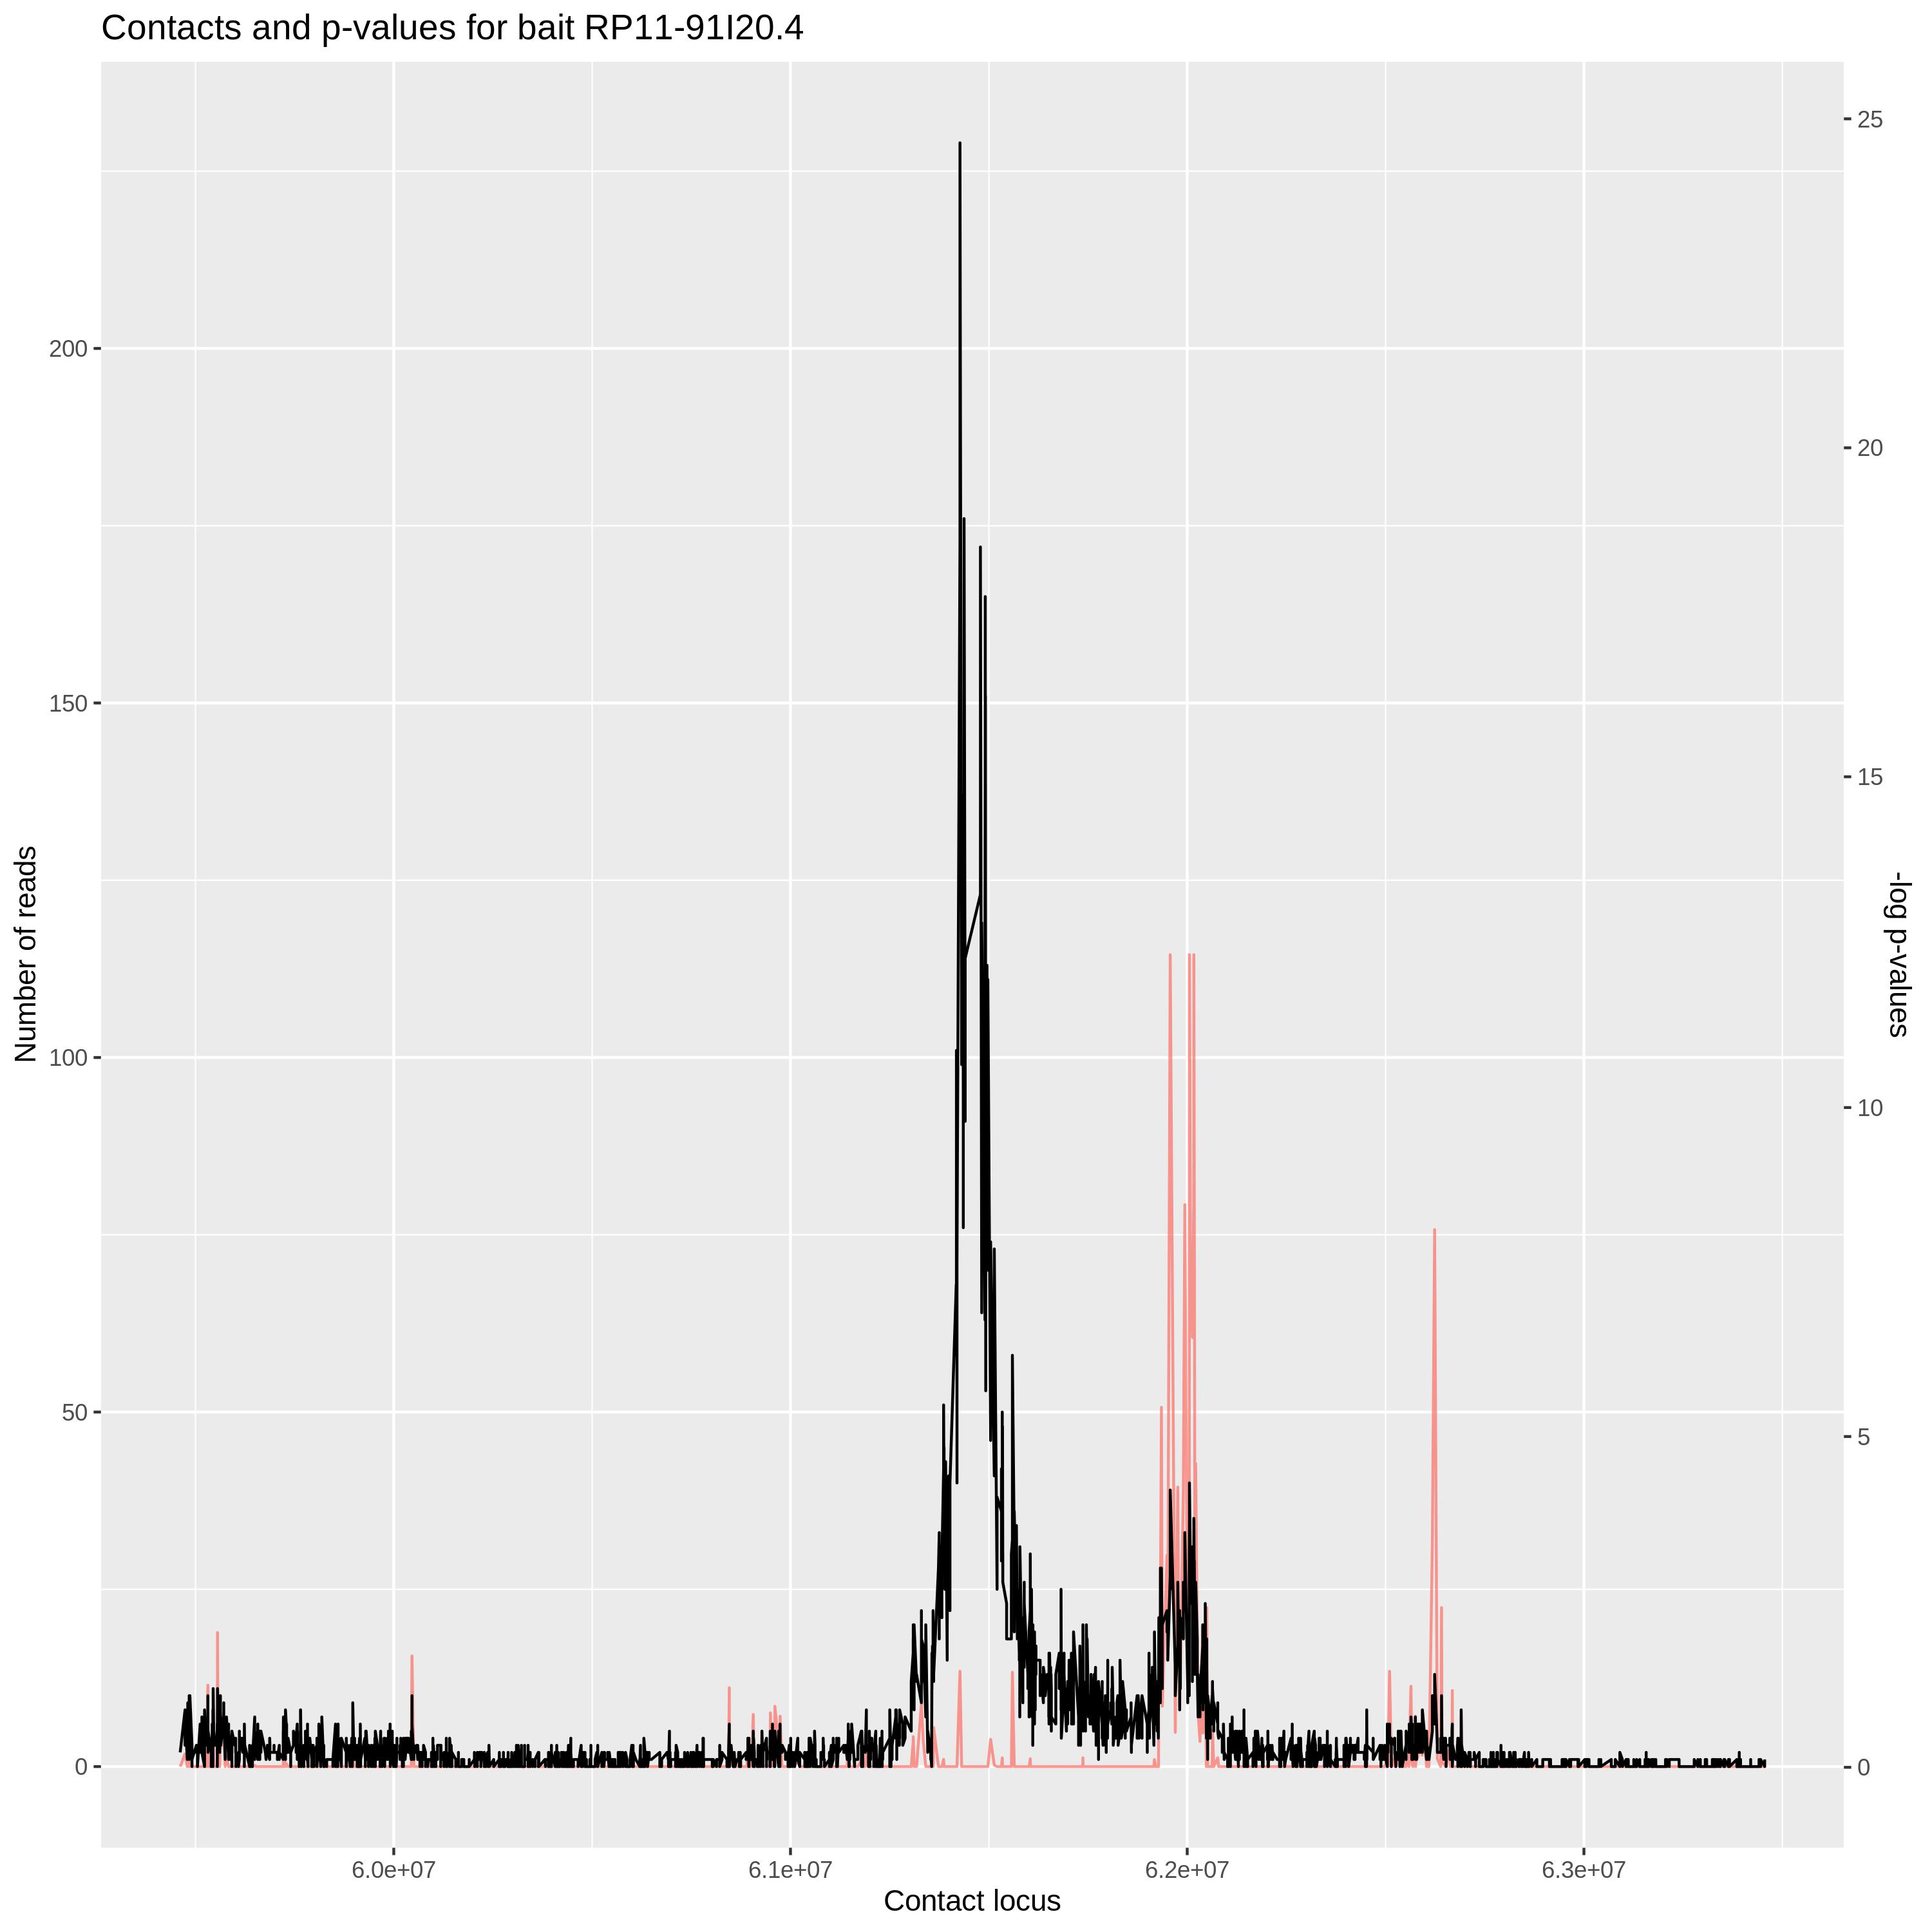 Contacts and p-values for bait RP11-91I20.4
25
20
15
10
5
0
200
150
100
50
0
Number of reads
-log p-values
6.0e+07 6.1e+07 6.2e+07 6.3e+07
Contact locus